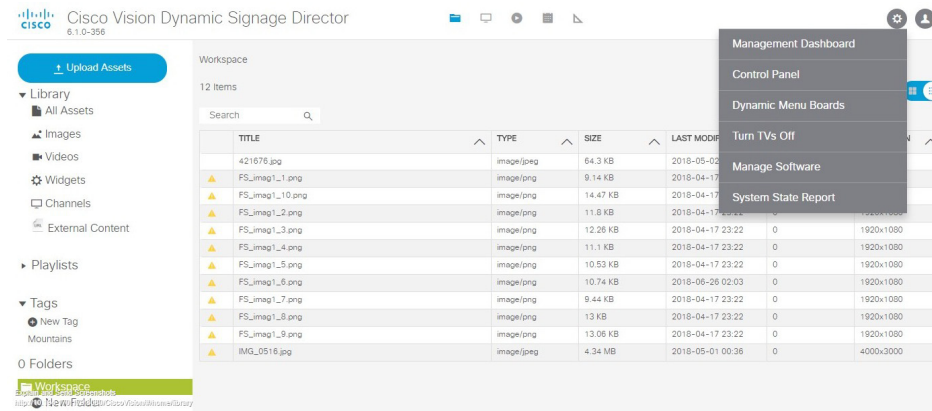 CISCO
Cisco Vision Dynamic Signage Director
6.1.0-356
Upload Assets
Library
All Assets
Images
Videos
Widgets
Channels
External Content
Playlists
Tags
New Tag
Mountains
0 Folders
Workspace
New Folder
Workspace
12 Items
Search
TITLE TYPE SIZE LAST MODIF
421676.jpg image/jpeg 64.3 KB 2018-05-02
FS_imag1_1.png image/png 9.14 KB 2018-04-17
FS_imag1_10.png image/png 14.47 KB 2018-04-17
FS_imag1_2.png image/png 11.8 KB 2018-04-17 23:22 0 1920x1080
FS_imag1_3.png image/png 12.26 KB 2018-04-17 23:22 0 1920x1080
FS_imag1_4.png image/png 11.1 KB 2018-04-17 23:22 0 1920x1080
FS_imag1_5.png image/png 10.53 KB 2018-04-17 23:22 0 1920x1080
FS_imag1_6.png image/png 10.74 KB 2018-06-26 02:03 0 1920x1080
FS_imag1_7.png image/png 9.44 KB 2018-04-17 23:22 0 1920x1080
FS_imag1_8.png image/png 13 KB 2018-04-17 23:22 0 1920x1080
FS_imag1_9.png image/png 13.06 KB 2018-04-17 23:22 0 1920x1080
IMG_0516.jpg image/jpeg 4.34 MB 2018-05-01 00:36 0 4000x3000
Management Dashboard
Control Panel
Dynamic Menu Boards
Turn TVs Off
Manage Software
System State Report